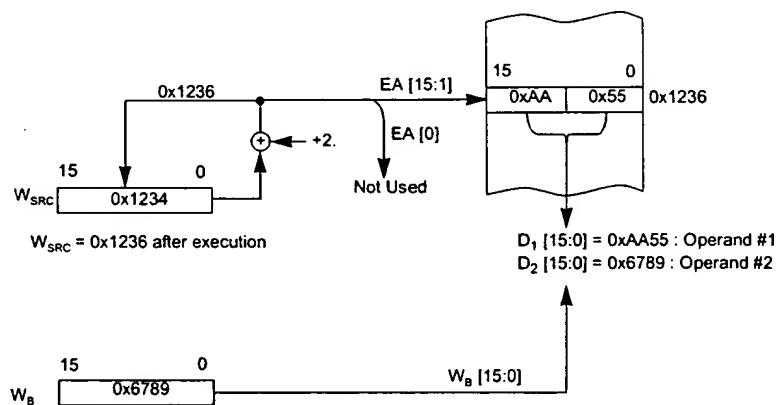 15 0
0x1236 EA [15:1] 0xAA 0x55 0x1236
EA [0]
+ +2.
15 0 Not Used
W_SRC 0x1234
W_SRC = 0x1236 after execution
D_1 [15:0] = 0xAA55 : Operand #1
D_2 [15:0] = 0x6789 : Operand #2
15 0
W_B 0x6789 W_B [15:0]